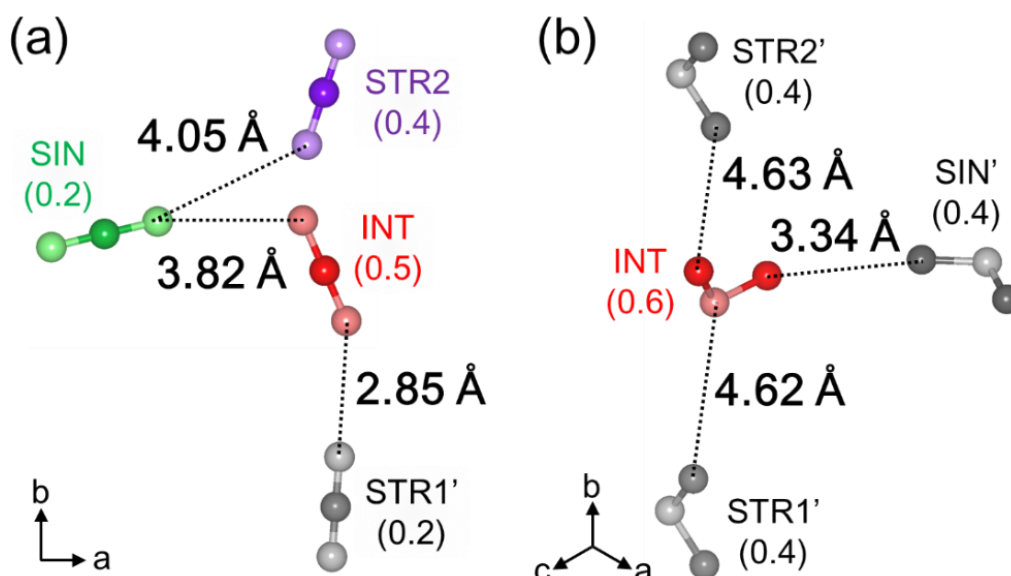 (a)
STR2
(0.4)
4.05 Å
SIN
(0.2)
INT
(0.5)
3.82 Å
2.85 Å
STR1’
(0.2)
b
a
(b)
STR2’
(0.4)
4.63 Å
SIN’
(0.4)
3.34 Å
INT
(0.6)
4.62 Å
STR1’
(0.4)
b
c
a